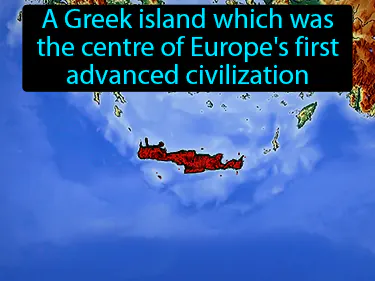 A Greek island which was
the centre of Europe's first
advanced civilization